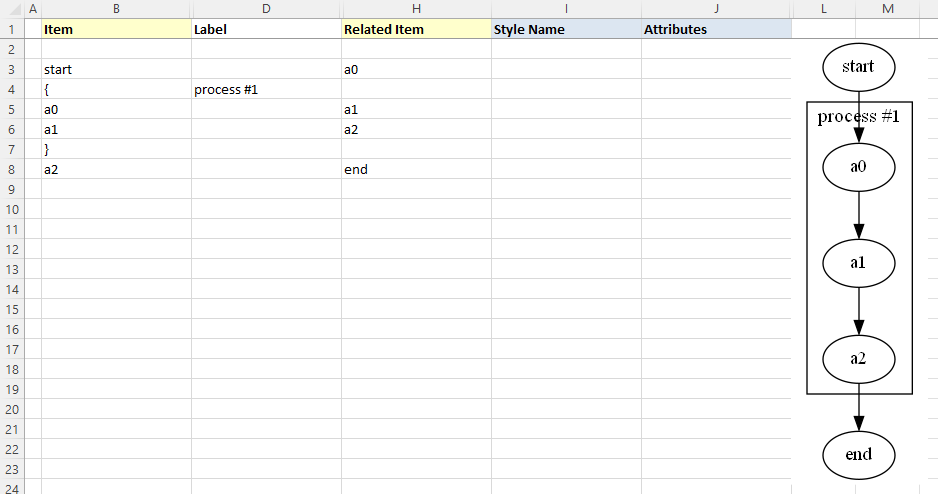 A B D H I J L M
1 Item Label Related Item Style Name Attributes
2
3 start a0
4 { process #1
5 a0 a1
6 a1 a2
7 }
8 a2 end
9
10
11
12
13
14
15
16
17
18
19
20
21
22
23
24
start
process #1
a0
a1
a2
end